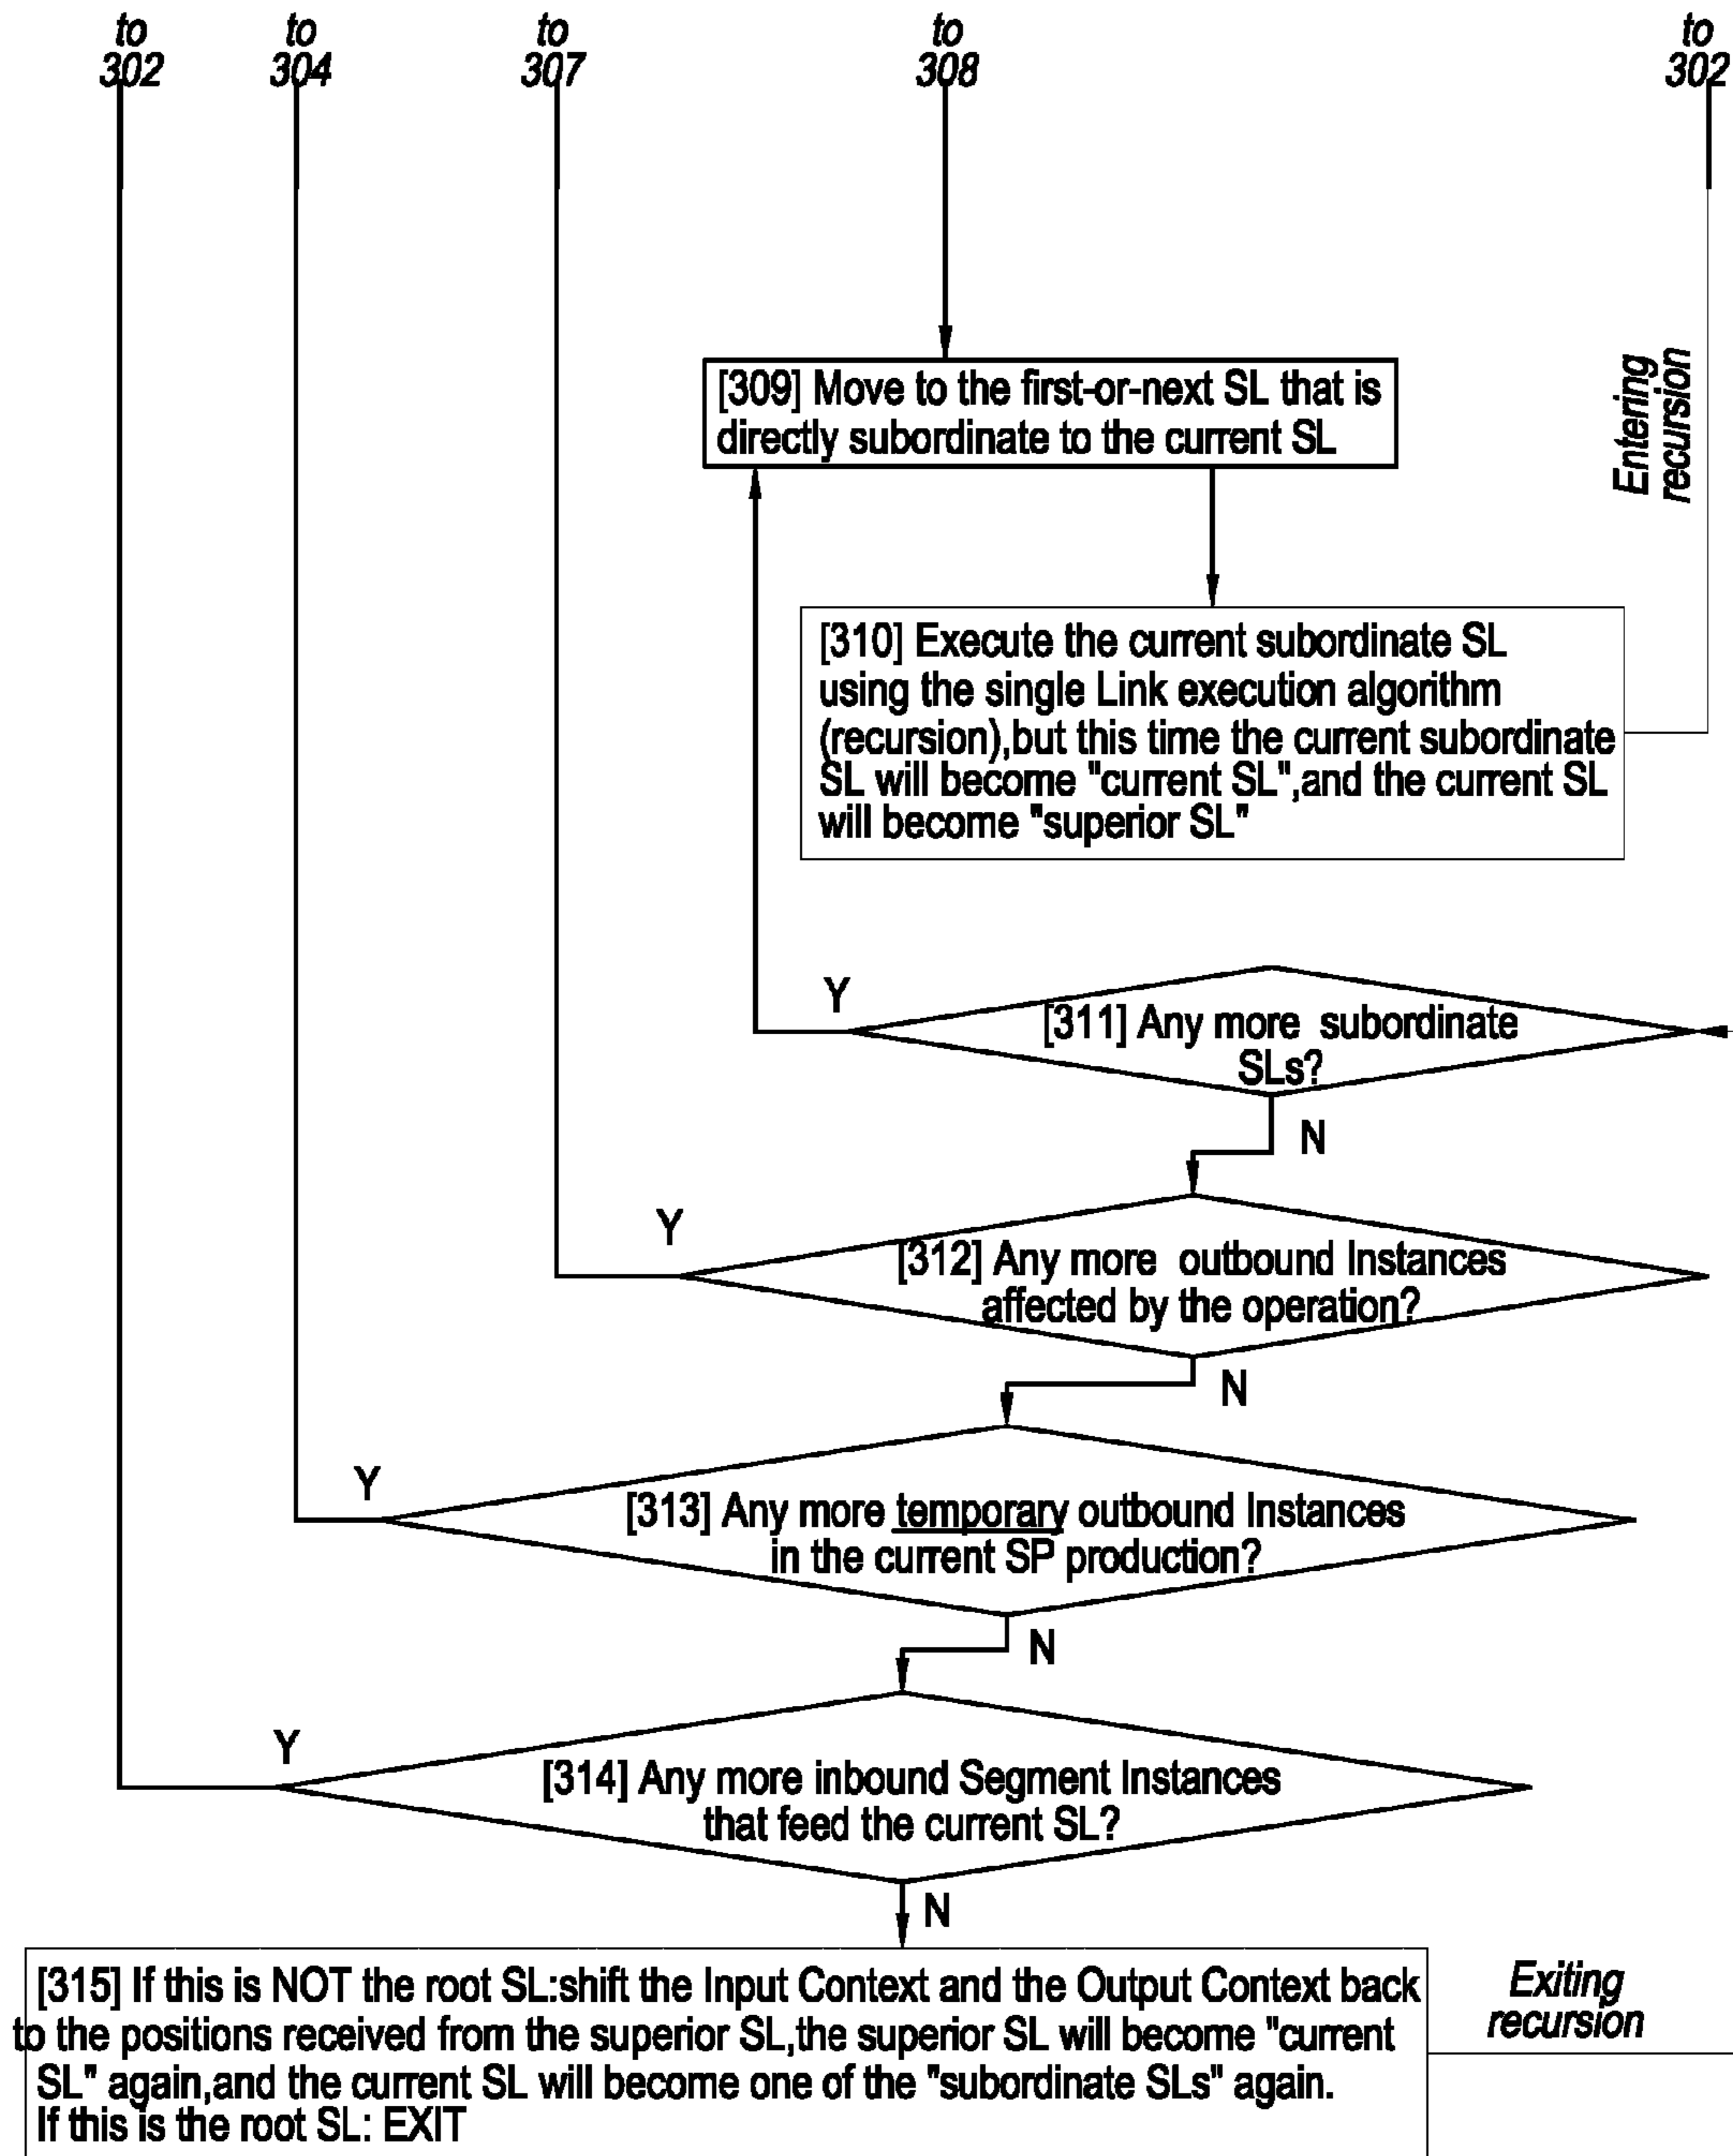 to
302
to
304
to
307
to
308
to
302
Entering
recursion
[309] Move to the first-or-next SL that is
directly subordinate to the current SL
[310] Execute the current subordinate SL
using the single Link execution algorithm
(recursion),but this time the current subordinate
SL will become "current SL",and the current SL
will become "superior SL"
Y
[311] Any more subordinate
SLs?
N
Y
[312] Any more outbound Instances
affected by the operation?
N
Y
[313] Any more temporary outbound Instances
in the current SP production?
N
Y
[314] Any more inbound Segment Instances
that feed the current SL?
N
[315] If this is NOT the root SL:shift the Input Context and the Output Context back
to the positions received from the superior SL,the superior SL will become "current
SL" again,and the current SL will become one of the "subordinate SLs" again.
If this is the root SL: EXIT
Exiting
recursion